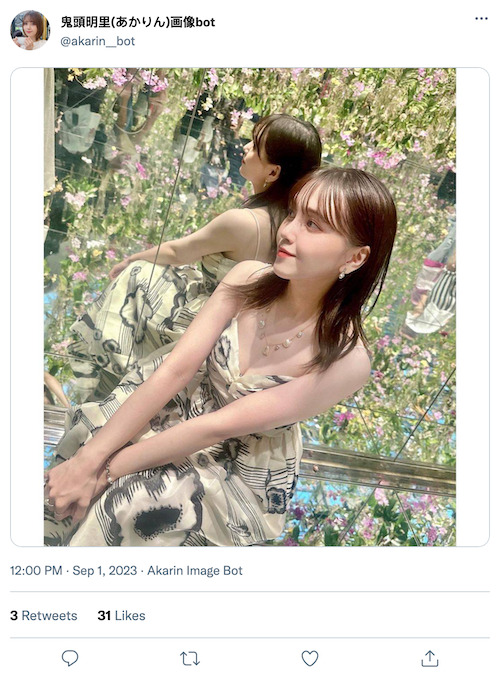 鬼頭明里(あかりん)画像bot
@akarin__bot
12:00 PM · Sep 1, 2023 · Akarin Image Bot
3 Retweets 31 Likes